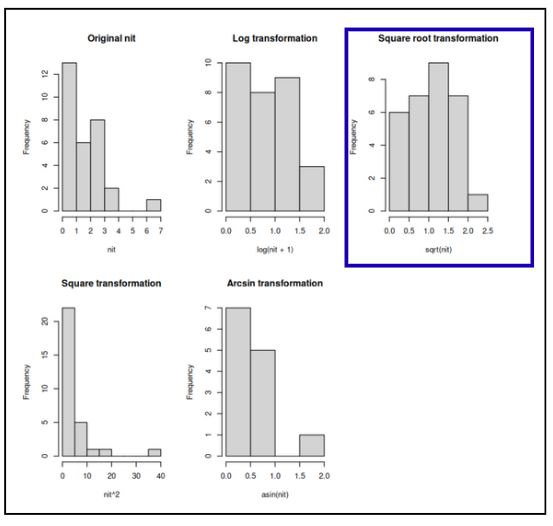 Original nit
Frequency
0 2 4 6 8 10 12
0 1 2 3 4 5 6 7
nit
Log transformation
Frequency
0 2 4 6 8 10
0.0 0.5 1.0 1.5 2.0
log(nit + 1)
Square root transformation
Frequency
0 2 4 6 8
0.0 0.5 1.0 1.5 2.0 2.5
sqrt(nit)
Square transformation
Frequency
0 5 10 15 20
0 10 20 30 40
nit^2
Arcsin transformation
Frequency
0 1 2 3 4 5 6 7
0.0 0.5 1.0 1.5 2.0
asin(nit)